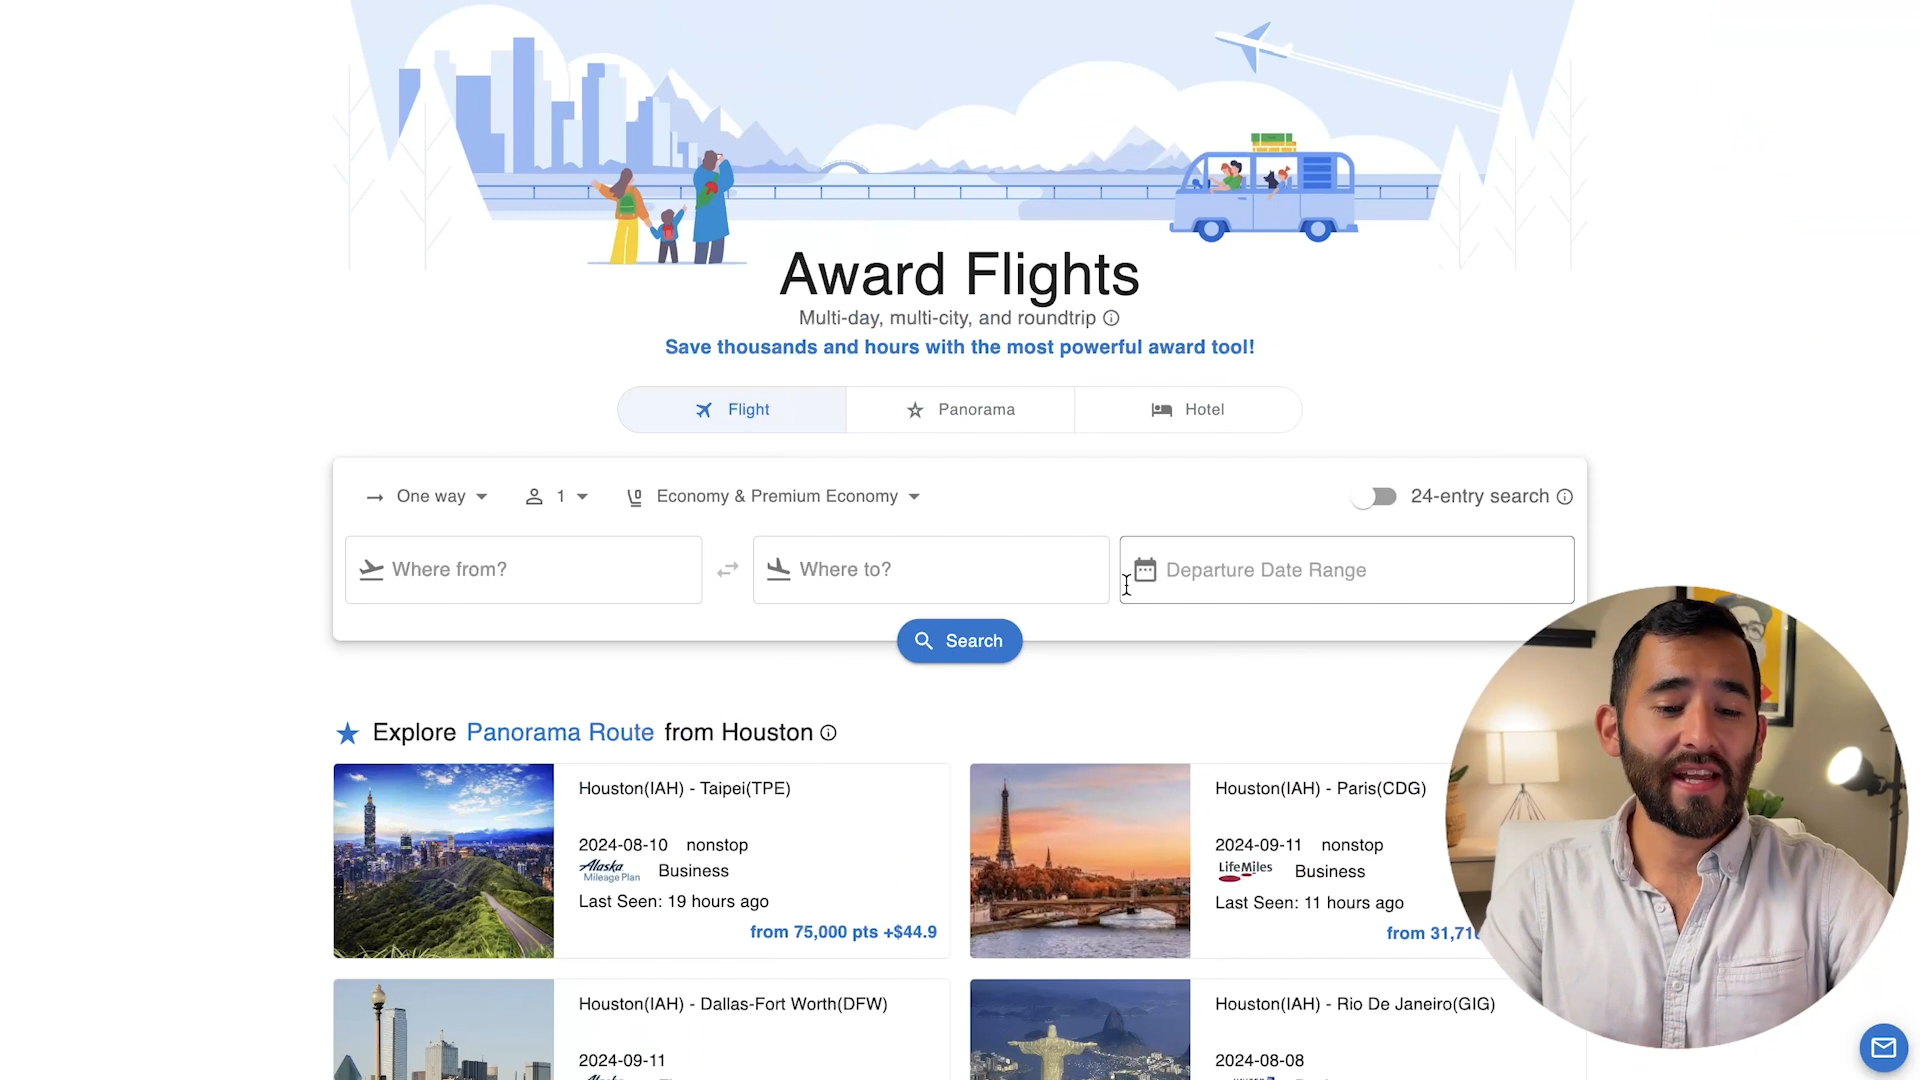 Award Flights
Multi-day, multi-city, and roundtrip
Save thousands and hours with the most powerful award tool!
Flight
Panorama
Hotel
One way
1
Economy & Premium Economy
24-entry search
Where from?
Where to?
Departure Date Range
Search
Explore Panorama Route from Houston
Houston(IAH) - Taipei(TPE)
2024-08-10 nonstop
Alaska Mileage Plan
Business
Last Seen: 19 hours ago
from 75,000 pts +$44.9
Houston(IAH) - Paris(CDG)
2024-09-11 nonstop
LifeMiles
Business
Last Seen: 11 hours ago
from 31,71
Houston(IAH) - Dallas-Fort Worth(DFW)
2024-09-11
Houston(IAH) - Rio De Janeiro(GIG)
2024-08-08